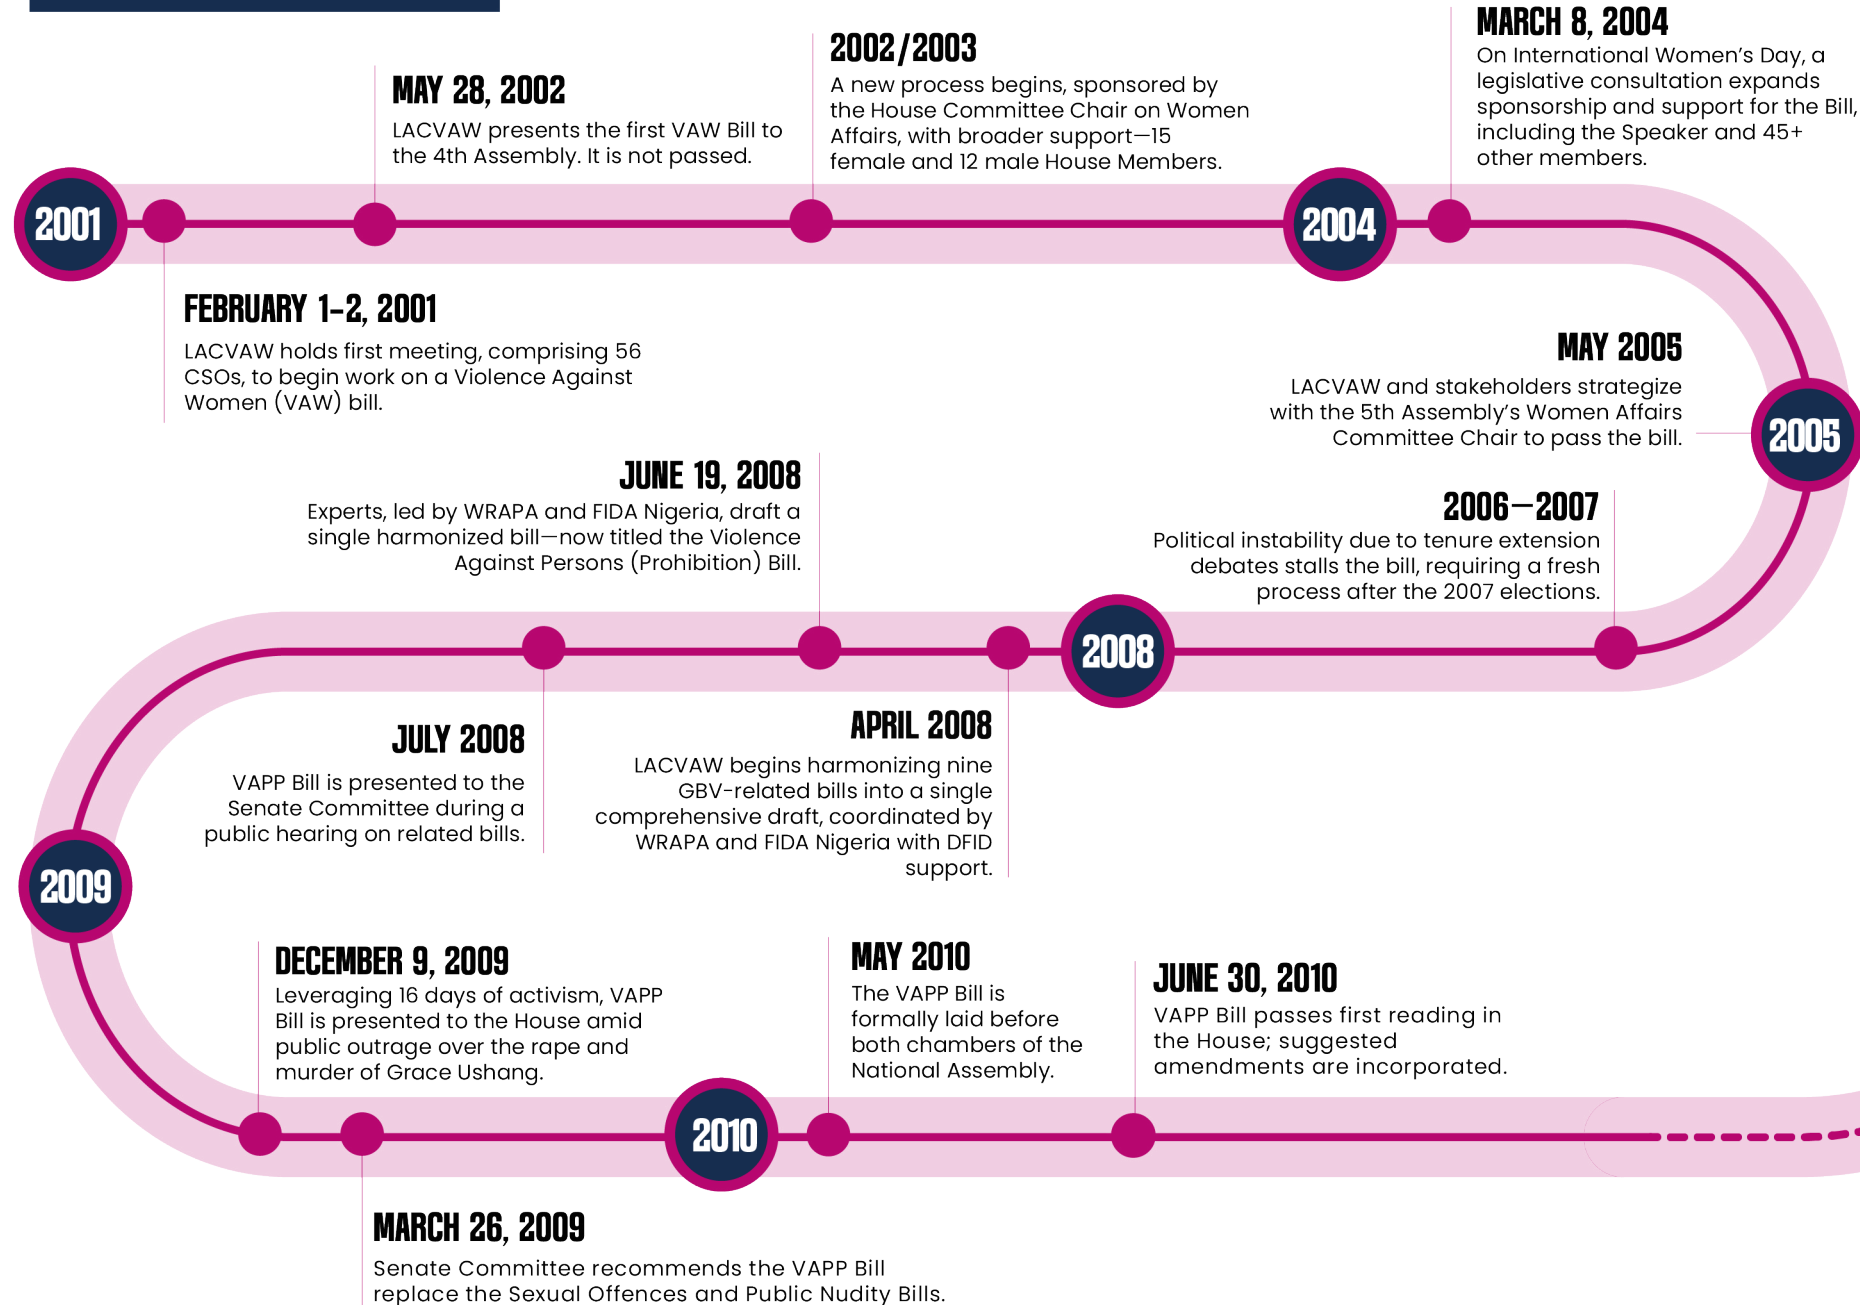 2001
FEBRUARY 1–2, 2001
LACVAW holds first meeting, comprising 56
CSOs, to begin work on a Violence Against
Women (VAW) bill.
MAY 28, 2002
LACVAW presents the first VAW Bill to
the 4th Assembly. It is not passed.
2002/2003
A new process begins, sponsored by
the House Committee Chair on Women
Affairs, with broader support—15
female and 12 male House Members.
2004
MARCH 8, 2004
On International Women’s Day, a
legislative consultation expands
sponsorship and support for the Bill,
including the Speaker and 45+
other members.
2005
MAY 2005
LACVAW and stakeholders strategize
with the 5th Assembly’s Women Affairs
Committee Chair to pass the bill.
2006—2007
Political instability due to tenure extension
debates stalls the bill, requiring a fresh
process after the 2007 elections.
2008
APRIL 2008
LACVAW begins harmonizing nine
GBV-related bills into a single
comprehensive draft, coordinated by
WRAPA and FIDA Nigeria with DFID
support.
JUNE 19, 2008
Experts, led by WRAPA and FIDA Nigeria, draft a
single harmonized bill—now titled the Violence
Against Persons (Prohibition) Bill.
JULY 2008
VAPP Bill is presented to the
Senate Committee during a
public hearing on related bills.
2009
DECEMBER 9, 2009
Leveraging 16 days of activism, VAPP
Bill is presented to the House amid
public outrage over the rape and
murder of Grace Ushang.
MARCH 26, 2009
Senate Committee recommends the VAPP Bill
replace the Sexual Offences and Public Nudity Bills.
2010
MAY 2010
The VAPP Bill is
formally laid before
both chambers of the
National Assembly.
JUNE 30, 2010
VAPP Bill passes first reading in
the House; suggested
amendments are incorporated.